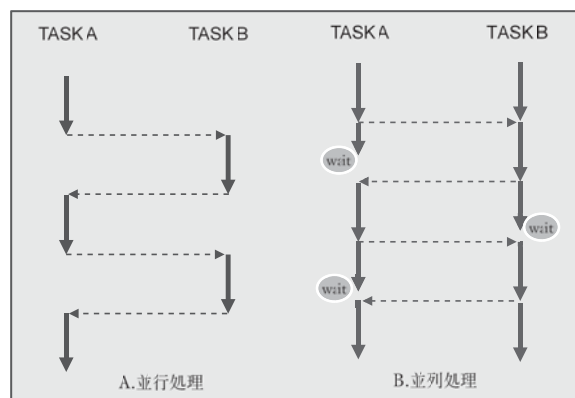 TASK A
TASK B
TASK A
TASK B
wait
wait
wait
A.並行処理
B.並列処理